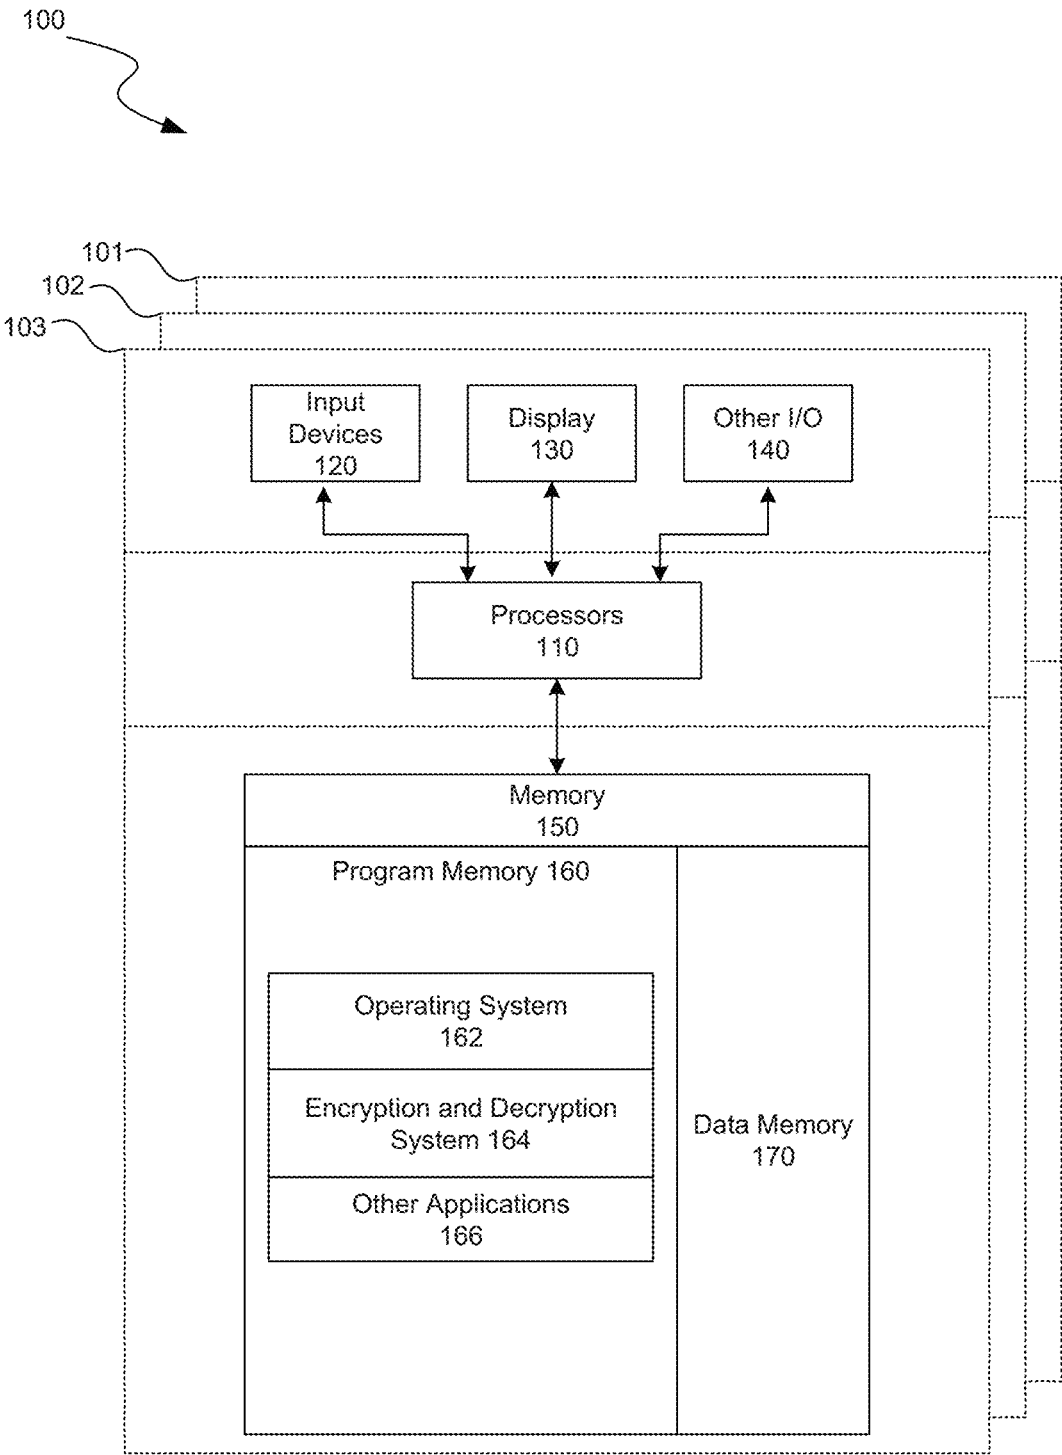 100
101
102
103
Input
Devices
120
Display
130
Other I/O
140
Processors
110
Memory
150
Program Memory 160
Operating System
162
Encryption and Decryption
System 164
Other Applications
166
Data Memory
170